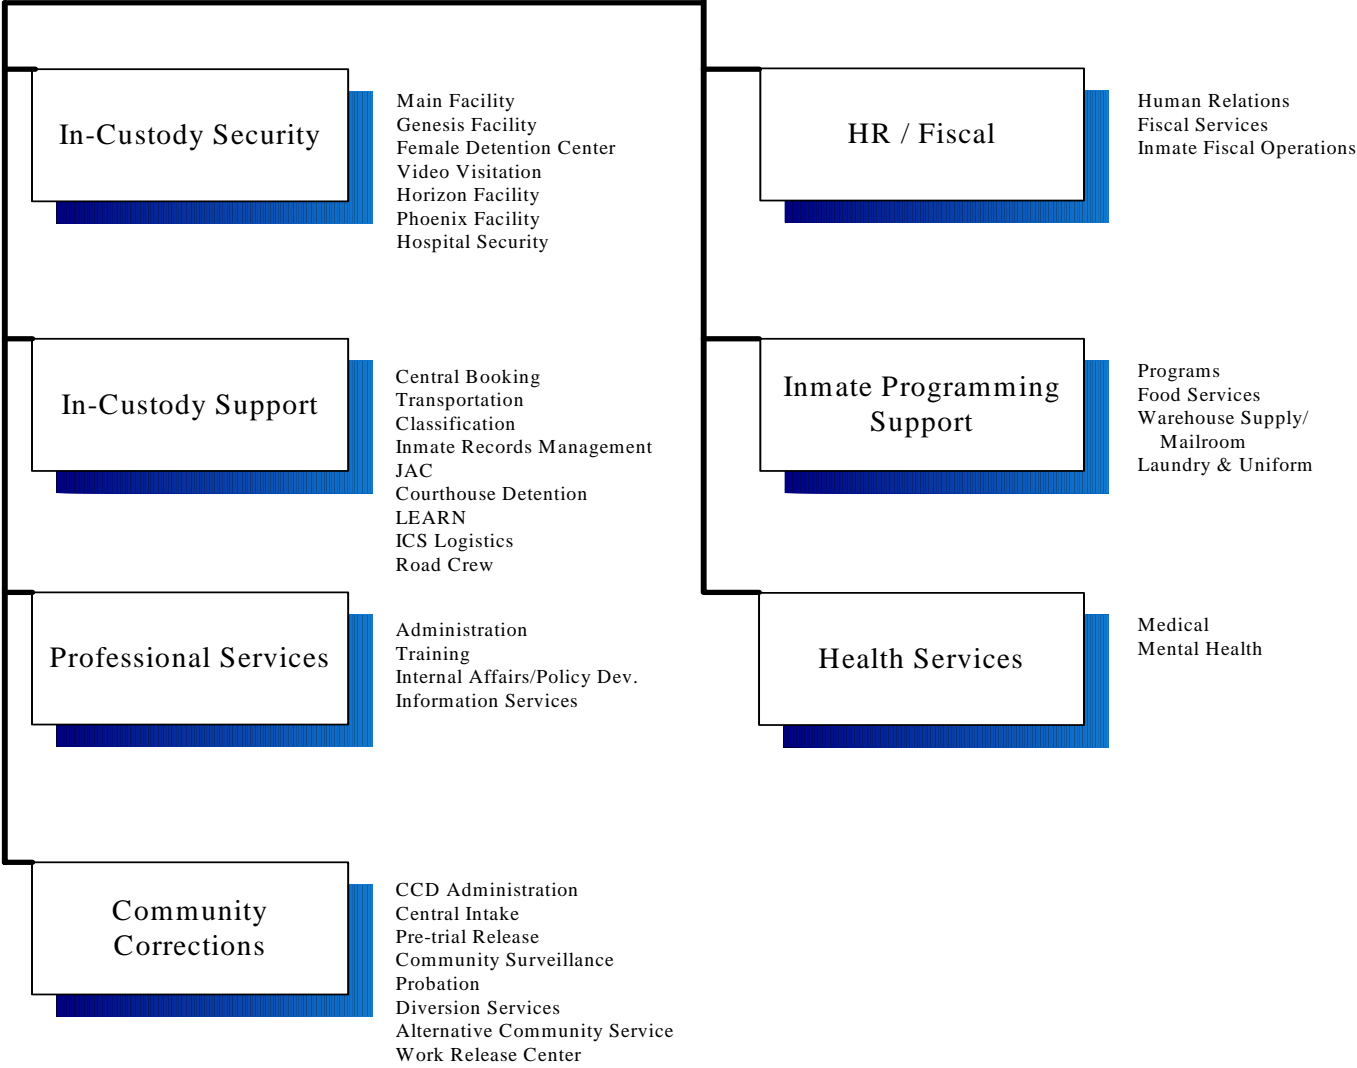 In-Custody Security
Main Facility
Genesis Facility
Female Detention Center
Video Visitation
Horizon Facility
Phoenix Facility
Hospital Security
In-Custody Support
Central Booking
Transportation
Classification
Inmate Records Management
JAC
Courthouse Detention
LEARN
ICS Logistics
Road Crew
Professional Services
Administration
Training
Internal Affairs/Policy Dev.
Information Services
Community
Corrections
CCD Administration
Central Intake
Pre-trial Release
Community Surveillance
Probation
Diversion Services
Alternative Community Service
Work Release Center
HR / Fiscal
Human Relations
Fiscal Services
Inmate Fiscal Operations
Inmate Programming
Support
Programs
Food Services
Warehouse Supply/
Mailroom
Laundry & Uniform
Health Services
Medical
Mental Health